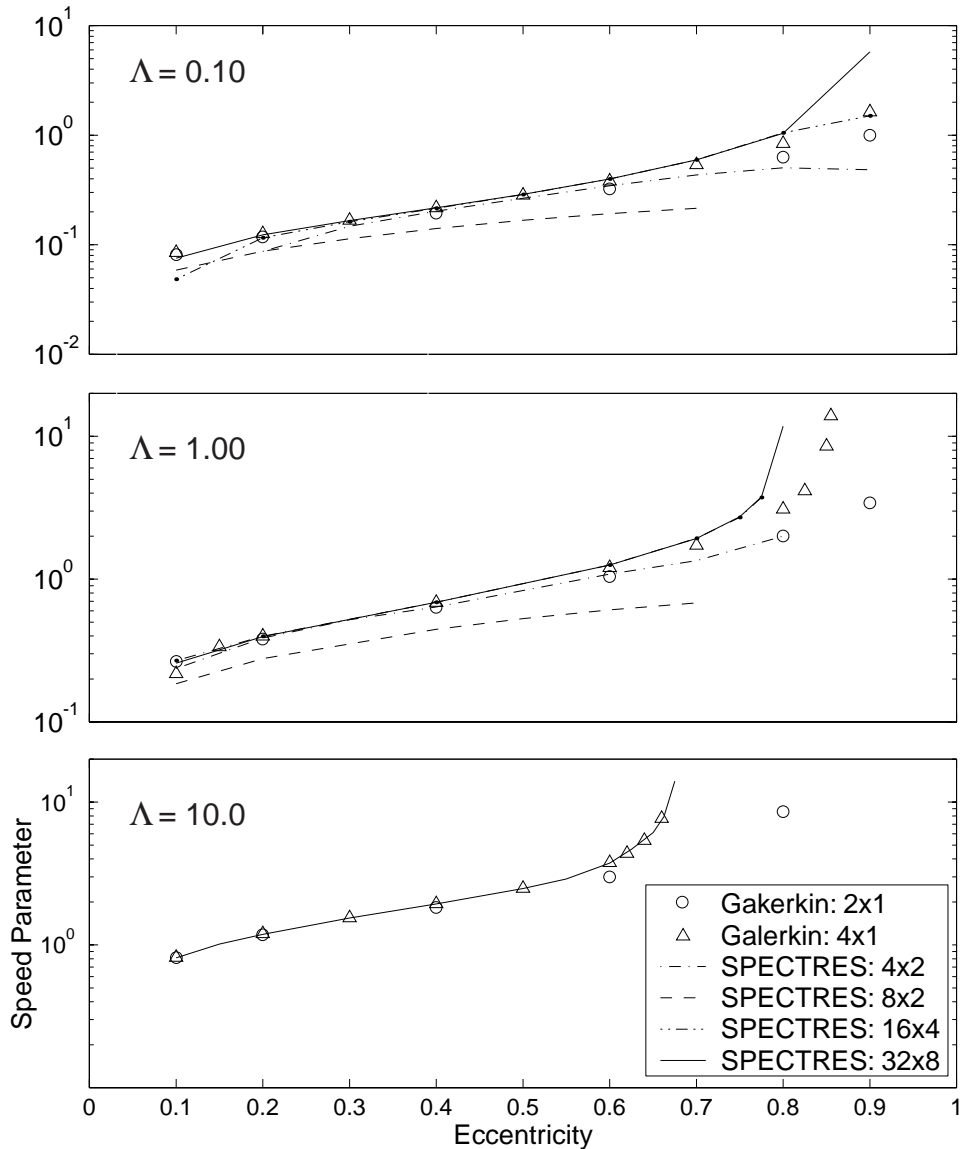 10^1
Λ = 0.10
10^0
10^-1
10^-2
10^1
Λ = 1.00
10^0
10^-1
10^1
Λ = 10.0
10^0
Speed Parameter
Gakerkin: 2x1
Galerkin: 4x1
SPECTRES: 4x2
SPECTRES: 8x2
SPECTRES: 16x4
SPECTRES: 32x8
0 0.1 0.2 0.3 0.4 0.5 0.6 0.7 0.8 0.9 1
Eccentricity